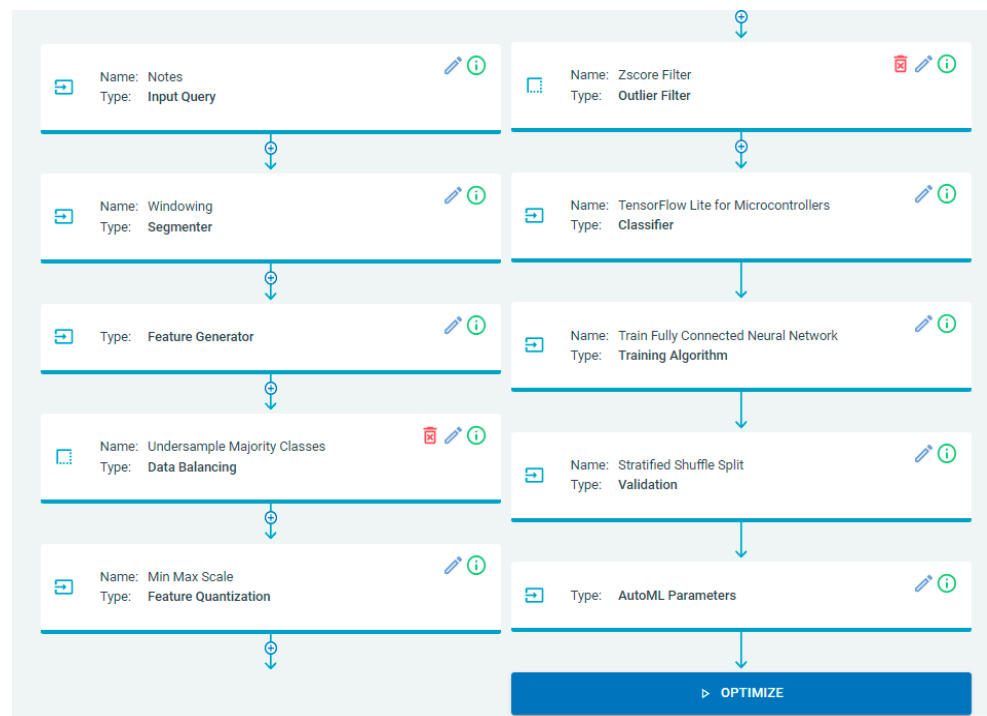 Name: Notes
Type: Input Query
Name: Windowing
Type: Segmenter
Type: Feature Generator
Name: Undersample Majority Classes
Type: Data Balancing
Name: Min Max Scale
Type: Feature Quantization
Name: Zscore Filter
Type: Outlier Filter
Name: TensorFlow Lite for Microcontrollers
Type: Classifier
Name: Train Fully Connected Neural Network
Type: Training Algorithm
Name: Stratified Shuffle Split
Type: Validation
Type: AutoML Parameters
OPTIMIZE